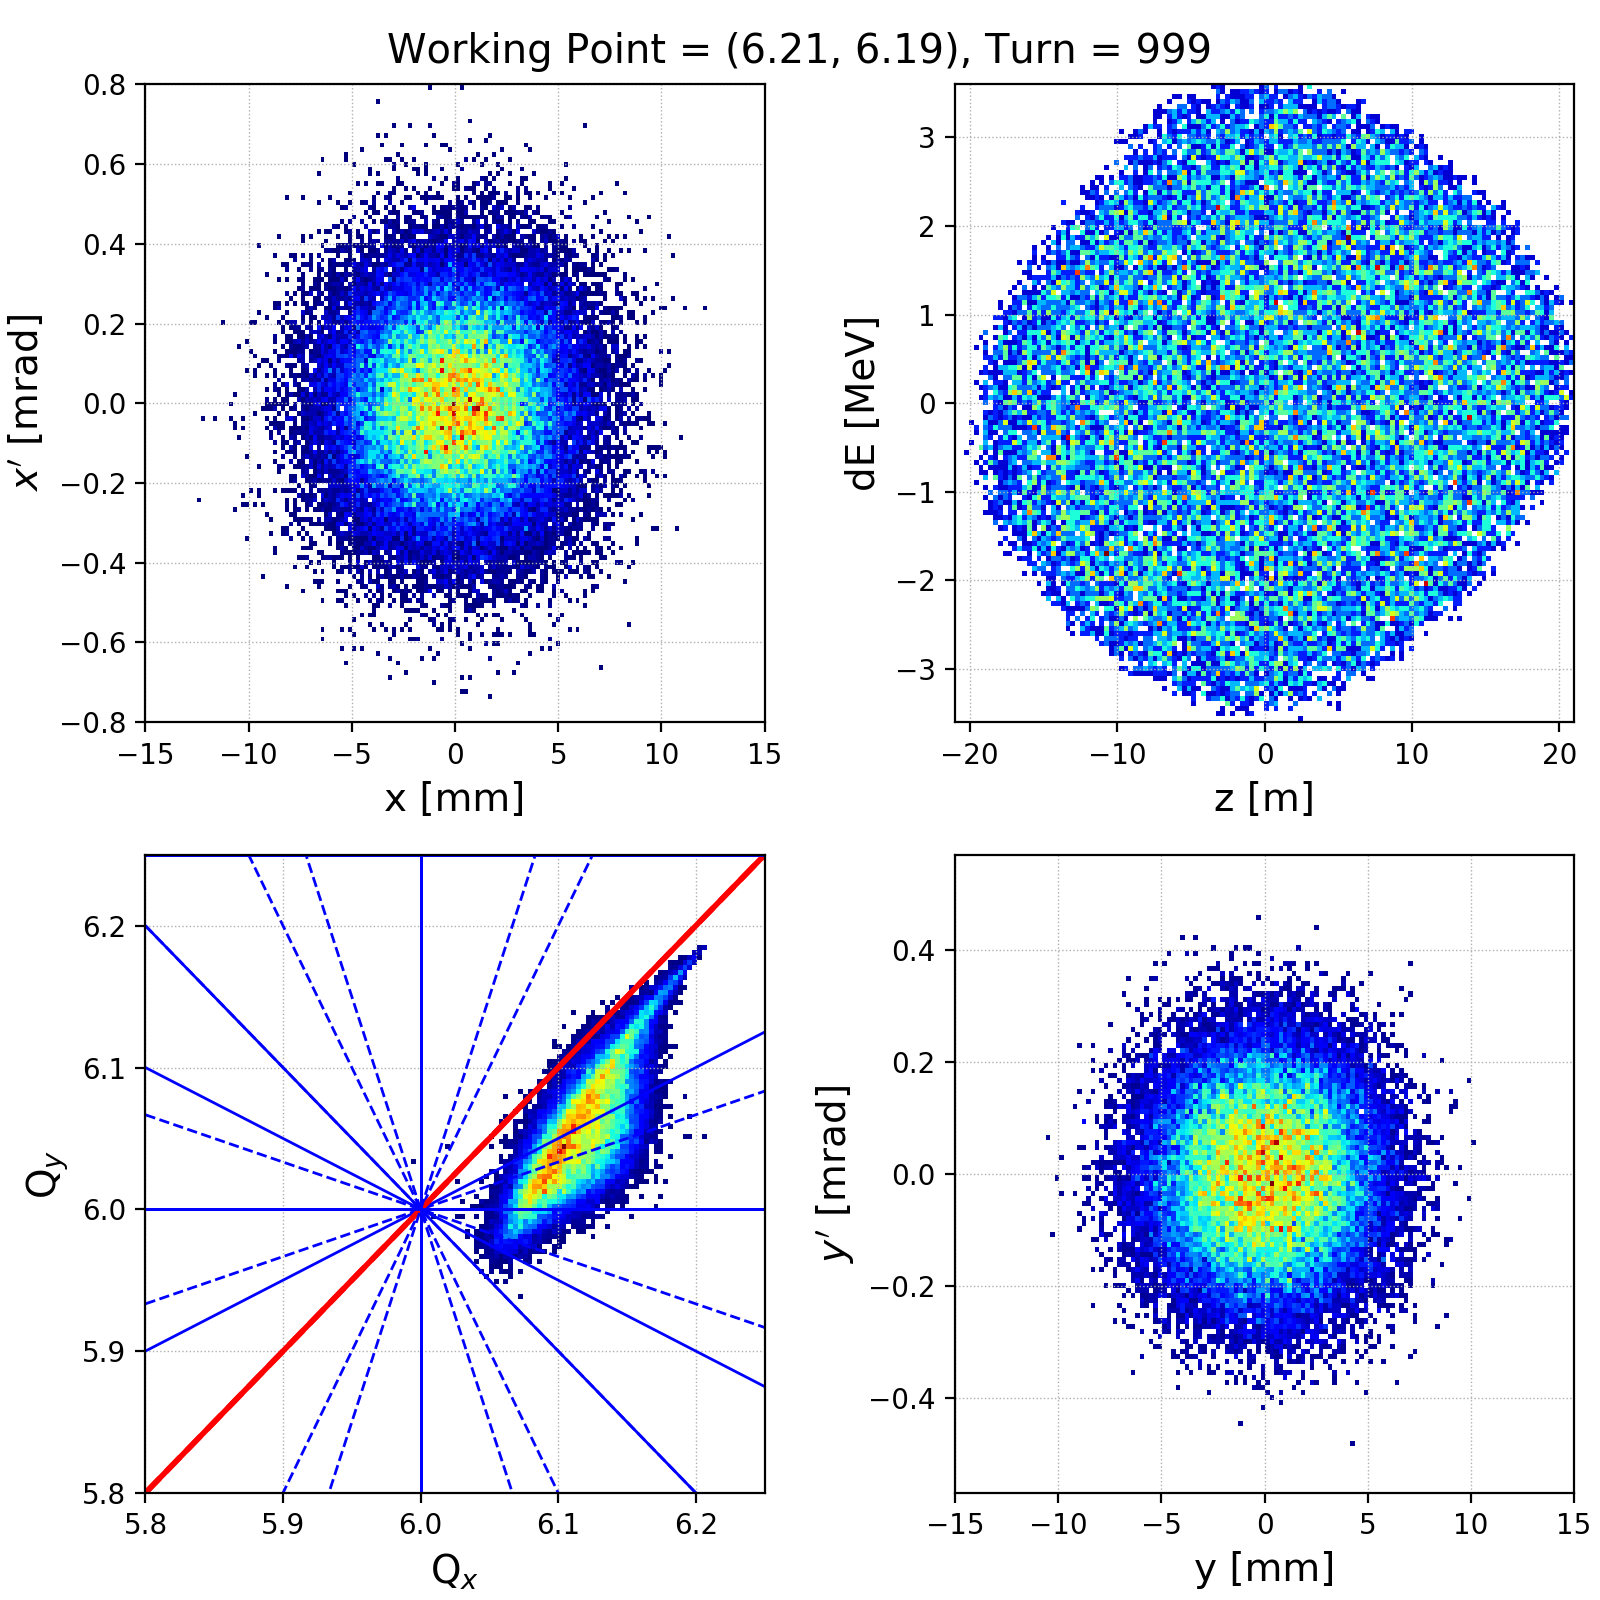 Working Point = (6.21, 6.19), Turn = 999
0.8
0.6
0.4
0.2
0.0
−0.2
−0.4
−0.6
−0.8
x′ [mrad]
−15 −10 −5 0 5 10 15
x [mm]
3
2
1
0
−1
−2
−3
dE [MeV]
−20 −10 0 10 20
z [m]
6.2
6.1
6.0
5.9
5.8
Qy
5.8 5.9 6.0 6.1 6.2
Qx
0.4
0.2
0.0
−0.2
−0.4
y′ [mrad]
−15 −10 −5 0 5 10 15
y [mm]